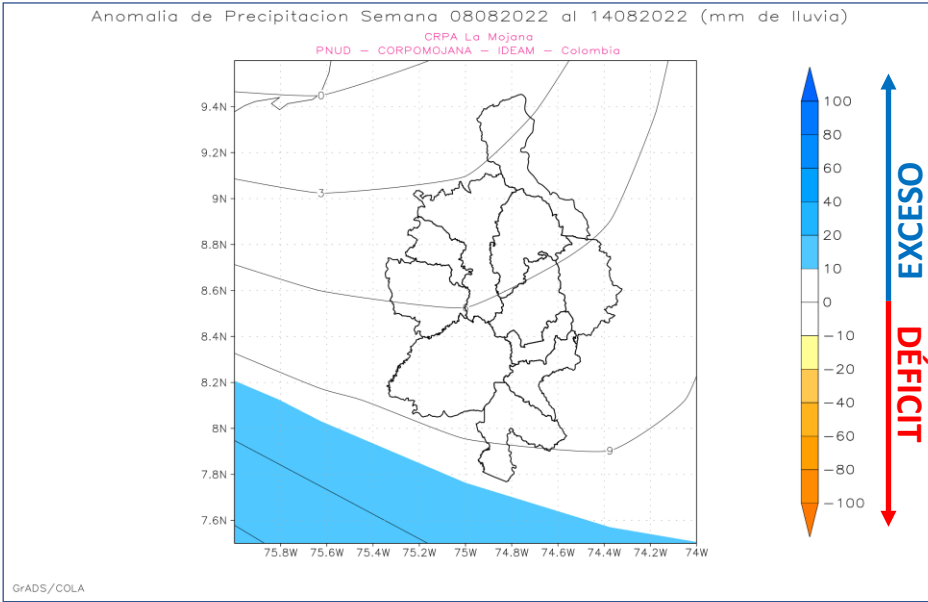 Anomalia de Precipitacion Semana 08082022 al 14082022 (mm de lluvia)
CRPA La Mojana
PNUD – CORPOMOJANA – IDEAM – Colombia
9.4N
9.2N
9N
8.8N
8.6N
8.4N
8.2N
8N
7.8N
7.6N
75.8W 75.6W 75.4W 75.2W 75W 74.8W 74.6W 74.4W 74.2W 74W
0
3
9
100
80
60
40
20
10
0
−10
−20
−40
−60
−80
−100
EXCESO
DÉFICIT
GrADS/COLA